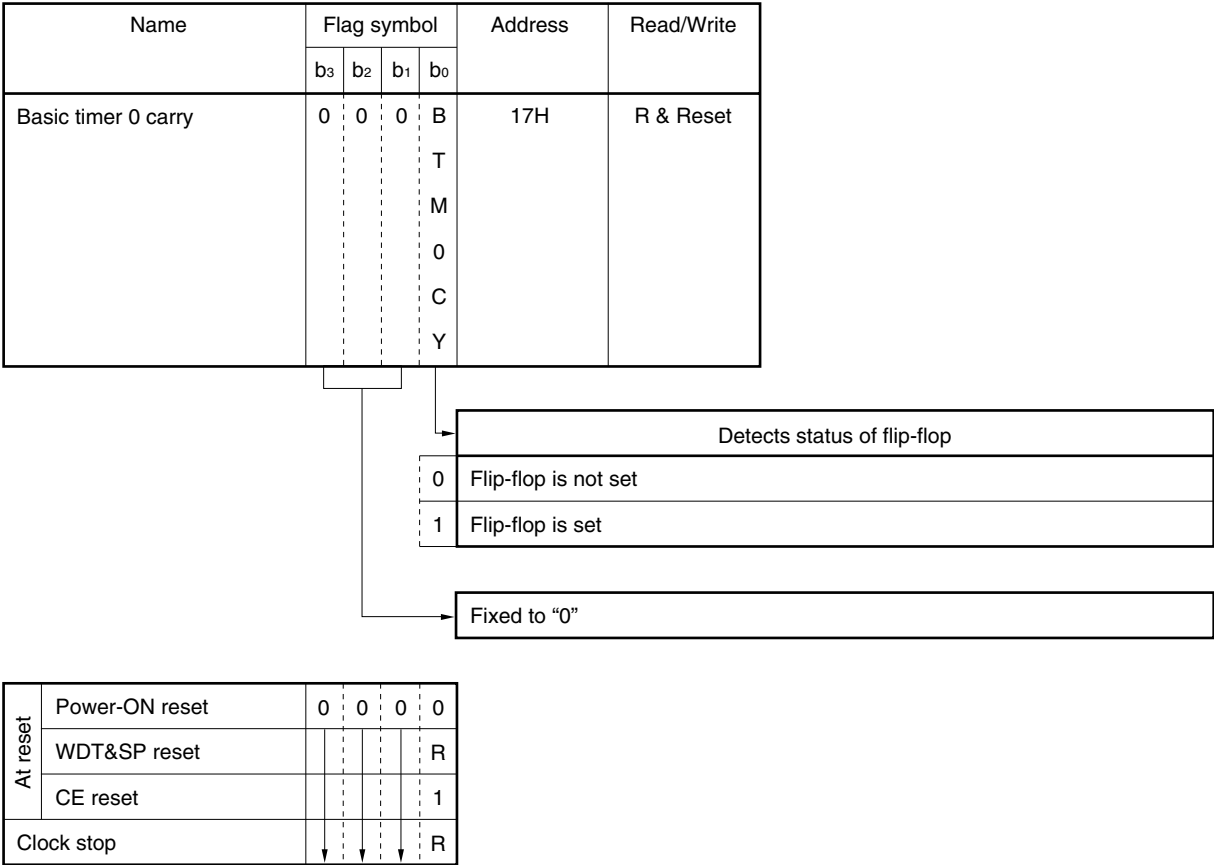 Name Flag symbol Address Read/Write
b3 b2 b1 b0
Basic timer 0 carry 0 0 0 B 17H R & Reset
T
M
0
C
Y
Detects status of flip-flop
0 Flip-flop is not set
1 Flip-flop is set
Fixed to “0”
At reset
Power-ON reset 0 0 0 0
WDT&SP reset R
CE reset 1
Clock stop R